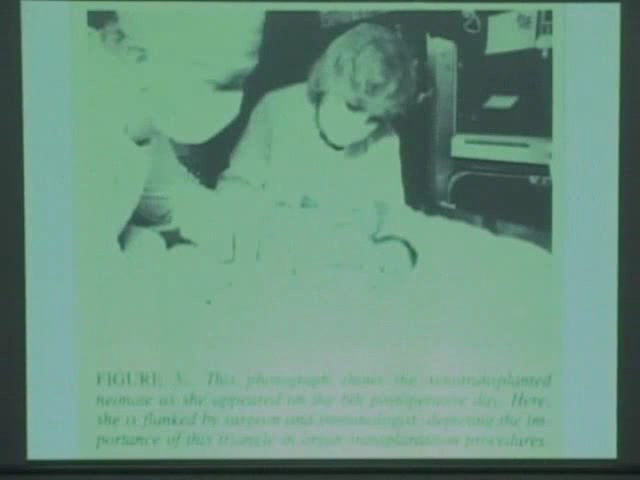 FIGURE 3. This photograph shows the xenotransplanted
neonate as she appeared on the 6th postoperative day. Here,
she is flanked by surgeon and immunologist, depicting the im-
portance of this triangle in organ transplantation procedures.